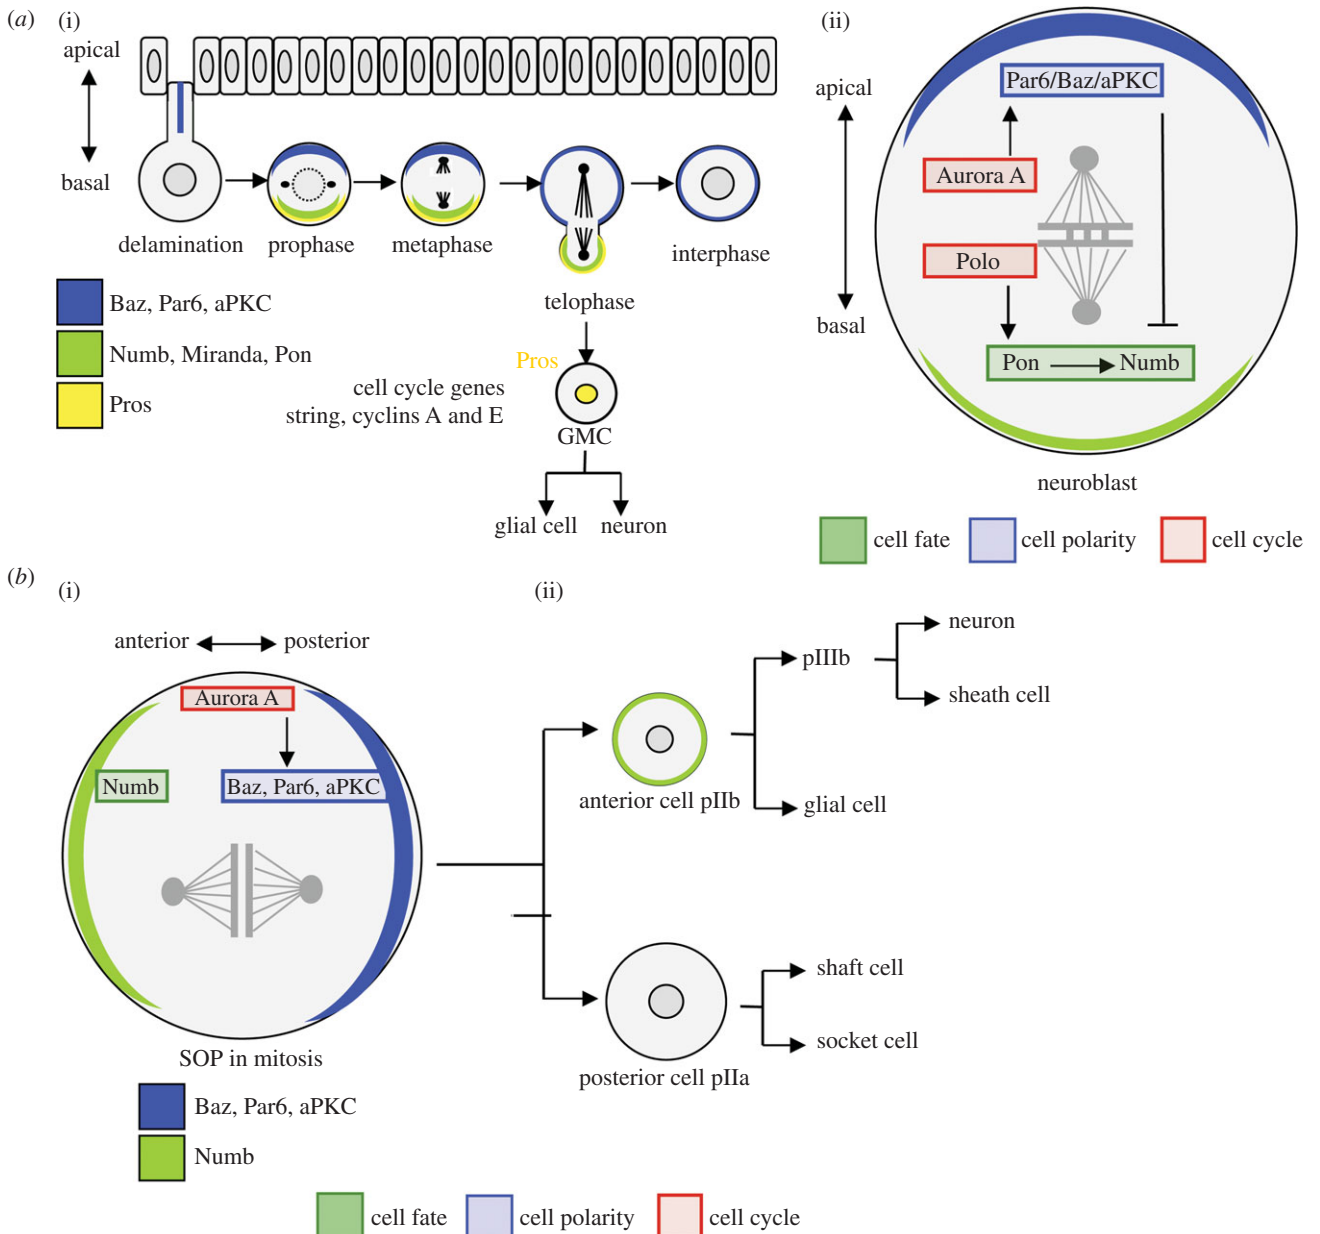 (a)
(i)
apical
basal
delamination
prophase
metaphase
telophase
interphase
Baz, Par6, aPKC
Numb, Miranda, Pon
Pros
Pros
cell cycle genes
string, cyclins A and E
GMC
glial cell
neuron
(ii)
apical
basal
Par6/Baz/aPKC
Aurora A
Polo
Pon
Numb
neuroblast
cell fate
cell polarity
cell cycle
(b)
(i)
anterior
posterior
Aurora A
Numb
Baz, Par6, aPKC
SOP in mitosis
Baz, Par6, aPKC
Numb
(ii)
anterior cell pIIb
pIIIb
neuron
sheath cell
glial cell
posterior cell pIIa
shaft cell
socket cell
cell fate
cell polarity
cell cycle